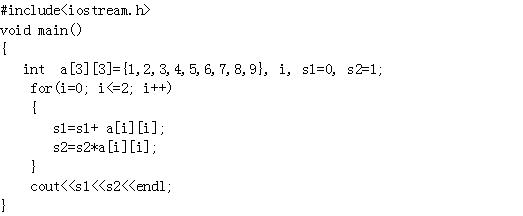 #include<iostream.h>
void main()
{
int  a[3][3]={1,2,3,4,5,6,7,8,9}, i, s1=0, s2=1;
for(i=0; i<=2; i++)
{
s1=s1+ a[i][i];
s2=s2*a[i][i];
}
cout<<s1<<s2<<endl;
}